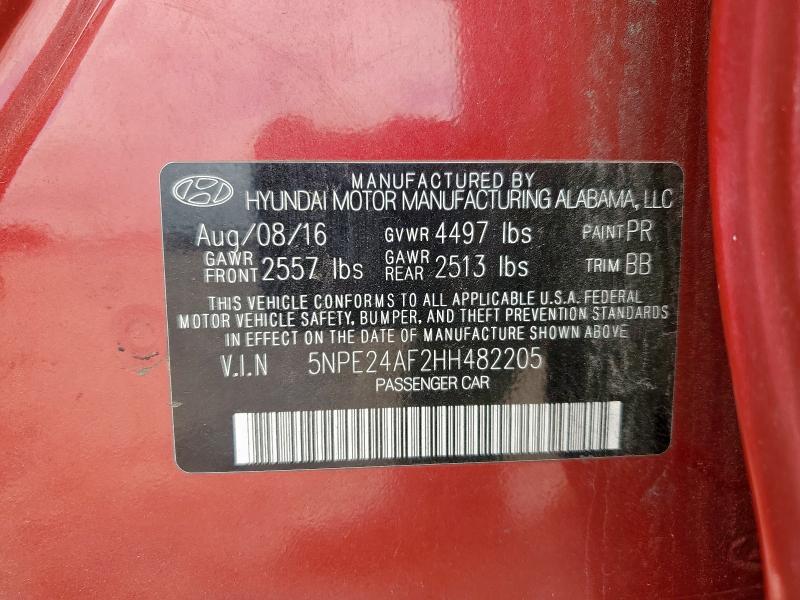 MANUFACTURED BY
HYUNDAI MOTOR MANUFACTURING ALABAMA, LLC
Aug/08/16 GVWR 4497 lbs PAINT PR
GAWR FRONT 2557 lbs GAWR REAR 2513 lbs TRIM BB
THIS VEHICLE CONFORMS TO ALL APPLICABLE U.S.A. FEDERAL
MOTOR VEHICLE SAFETY, BUMPER, AND THEFT PREVENTION STANDARDS
IN EFFECT ON THE DATE OF MANUFACTURE SHOWN ABOVE
V.I.N 5NPE24AF2HH482205
PASSENGER CAR